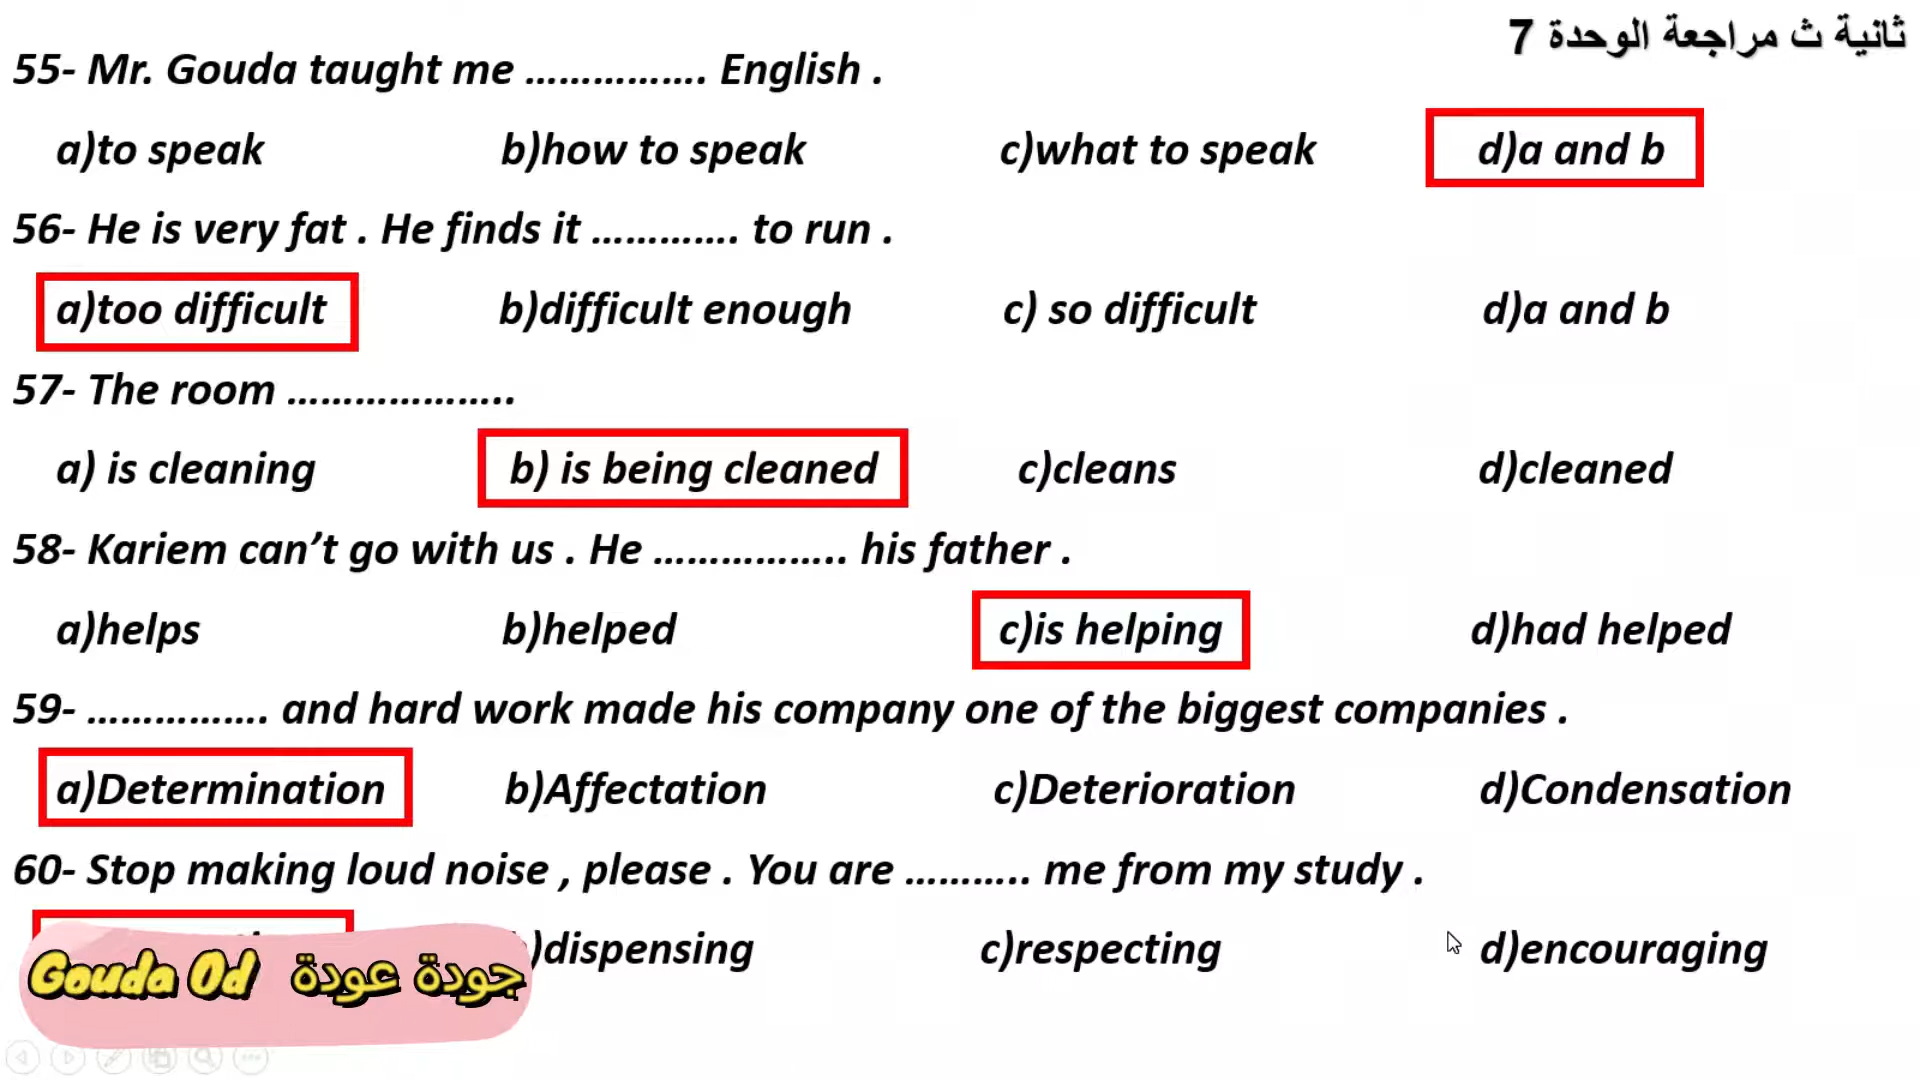 ثانية ث مراجعة الوحدة 7
55- Mr. Gouda taught me ……………. English .
a)to speak b)how to speak c)what to speak d)a and b
56- He is very fat . He finds it …………. to run .
a)too difficult b)difficult enough c) so difficult d)a and b
57- The room ………………..
a) is cleaning b) is being cleaned c)cleans d)cleaned
58- Kariem can’t go with us . He …………….. his father .
a)helps b)helped c)is helping d)had helped
59- ……………. and hard work made his company one of the biggest companies .
a)Determination b)Affectation c)Deterioration d)Condensation
60- Stop making loud noise , please . You are ……….. me from my study .
b)dispensing c)respecting d)encouraging
Gouda Od جودة عودة